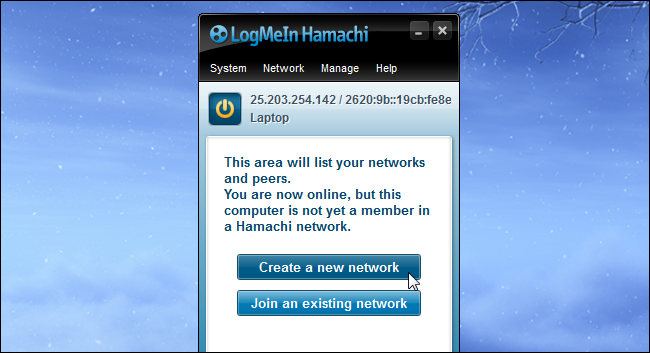 LogMeIn Hamachi
System Network Manage Help
25.203.254.142 / 2620:9b::19cb:fe8e
Laptop
This area will list your networks
and peers.
You are now online, but this
computer is not yet a member in
a Hamachi network.
Create a new network
Join an existing network